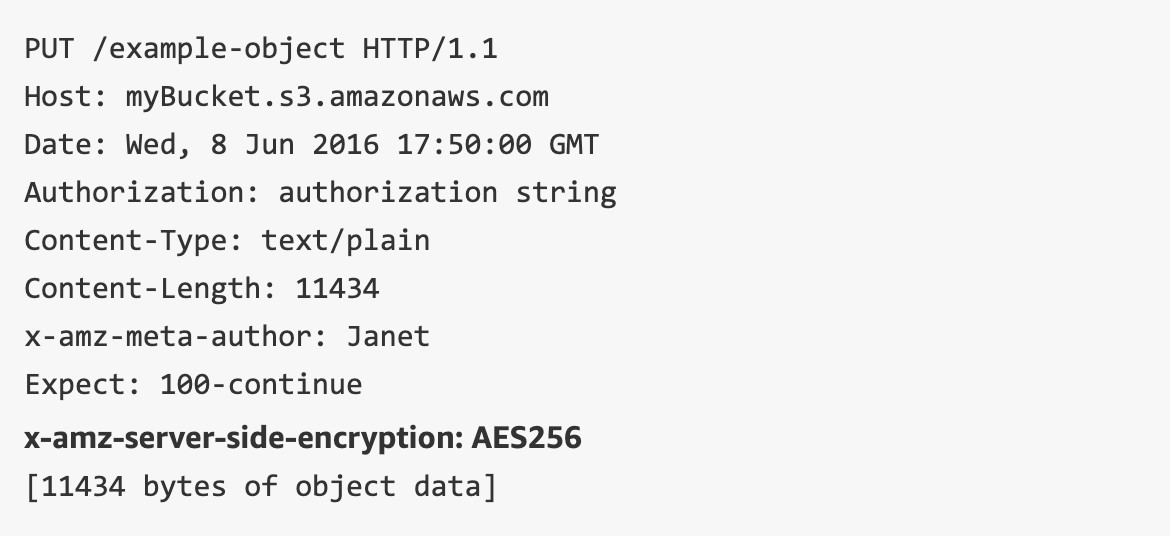 PUT /example-object HTTP/1.1
Host: myBucket.s3.amazonaws.com
Date: Wed, 8 Jun 2016 17:50:00 GMT
Authorization: authorization string
Content-Type: text/plain
Content-Length: 11434
x-amz-meta-author: Janet
Expect: 100-continue
x-amz-server-side-encryption: AES256
[11434 bytes of object data]